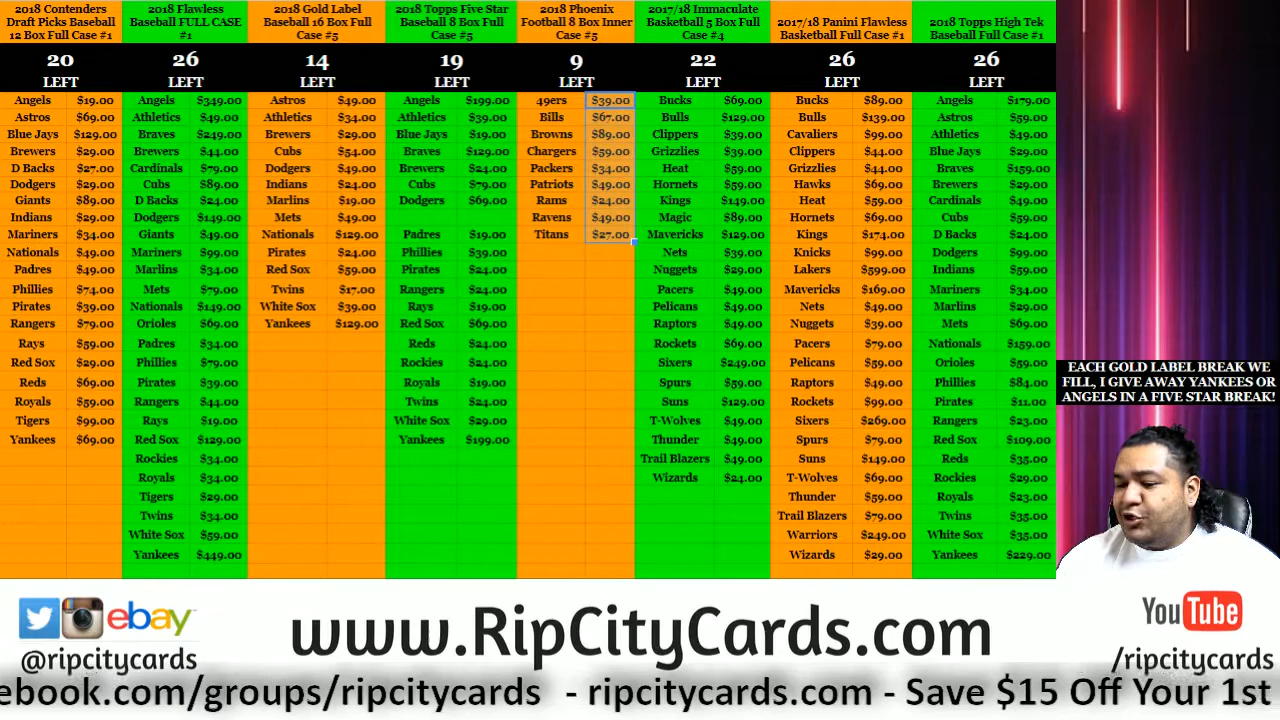 2018 Contenders
Draft Picks Baseball
12 Box Full Case #1
20
LEFT
Angels $19.00
Astros $69.00
Blue Jays $129.00
Brewers $29.00
D Backs $27.00
Dodgers $29.00
Giants $89.00
Indians $29.00
Mariners $34.00
Nationals $49.00
Padres $49.00
Phillies $74.00
Pirates $39.00
Rangers $79.00
Rays $59.00
Red Sox $29.00
Reds $69.00
Royals $59.00
Tigers $99.00
Yankees $69.00
2018 Flawless
Baseball FULL CASE
#1
26
LEFT
Angels $349.00
Athletics $49.00
Braves $249.00
Brewers $44.00
Cardinals $79.00
Cubs $89.00
D Backs $24.00
Dodgers $149.00
Giants $49.00
Mariners $99.00
Marlins $34.00
Mets $79.00
Nationals $149.00
Orioles $69.00
Padres $34.00
Phillies $79.00
Pirates $39.00
Rangers $44.00
Rays $19.00
Red Sox $129.00
Rockies $34.00
Royals $34.00
Tigers $29.00
Twins $34.00
White Sox $59.00
Yankees $449.00
2018 Gold Label
Baseball 16 Box Full
Case #5
14
LEFT
Astros $49.00
Athletics $34.00
Brewers $29.00
Cubs $54.00
Dodgers $49.00
Indians $24.00
Marlins $19.00
Mets $49.00
Nationals $129.00
Pirates $24.00
Red Sox $59.00
Twins $17.00
White Sox $39.00
Yankees $129.00
2018 Topps Five Star
Baseball 8 Box Full
Case #5
19
LEFT
Angels $199.00
Athletics $39.00
Blue Jays $19.00
Braves $129.00
Brewers $24.00
Cubs $79.00
Dodgers $69.00
Padres $19.00
Phillies $39.00
Pirates $24.00
Rangers $24.00
Rays $19.00
Red Sox $69.00
Reds $24.00
Rockies $24.00
Royals $19.00
Twins $24.00
White Sox $29.00
Yankees $199.00
2018 Phoenix
Football 8 Box Inner
Case #5
9
LEFT
49ers $39.00
Bills $67.00
Browns $89.00
Chargers $59.00
Packers $34.00
Patriots $49.00
Rams $24.00
Ravens $49.00
Titans $27.00
2017/18 Immaculate
Basketball 5 Box Full
Case #4
22
LEFT
Bucks $69.00
Bulls $129.00
Clippers $39.00
Grizzlies $39.00
Heat $59.00
Hornets $59.00
Kings $149.00
Magic $89.00
Mavericks $129.00
Nets $49.00
Nuggets $29.00
Pacers $49.00
Pelicans $49.00
Raptors $49.00
Rockets $69.00
Sixers $249.00
Spurs $59.00
Suns $129.00
T-Wolves $49.00
Thunder $49.00
Trail Blazers $49.00
Wizards $24.00
2017/18 Panini Flawless
Basketball Full Case #1
26
LEFT
Bucks $89.00
Bulls $139.00
Cavaliers $99.00
Clippers $44.00
Grizzlies $44.00
Hawks $69.00
Heat $59.00
Hornets $69.00
Kings $174.00
Knicks $99.00
Lakers $599.00
Mavericks $169.00
Nets $49.00
Nuggets $39.00
Pacers $79.00
Pelicans $59.00
Raptors $49.00
Rockets $99.00
Sixers $269.00
Spurs $79.00
Suns $149.00
T-Wolves $69.00
Thunder $59.00
Trail Blazers $79.00
Warriors $249.00
Wizards $29.00
2018 Topps High Tek
Baseball Full Case #1
26
LEFT
Angels $179.00
Astros $59.00
Athletics $49.00
Blue Jays $29.00
Braves $159.00
Brewers $29.00
Cardinals $49.00
Cubs $59.00
D Backs $24.00
Dodgers $99.00
Indians $59.00
Mariners $34.00
Marlins $29.00
Mets $69.00
Nationals $159.00
Orioles $59.00
Phillies $84.00
Pirates $11.00
Rangers $23.00
Red Sox $109.00
Reds $35.00
Rockies $29.00
Royals $23.00
Twins $35.00
White Sox $35.00
Yankees $229.00
EACH GOLD LABEL BREAK WE
FILL, I GIVE AWAY YANKEES OR
ANGELS IN A FIVE STAR BREAK!
ebay
@ripcitycards
www.RipCityCards.com
YouTube
/ripcitycards
ebook.com/groups/ripcitycards - ripcitycards.com - Save $15 Off Your 1st